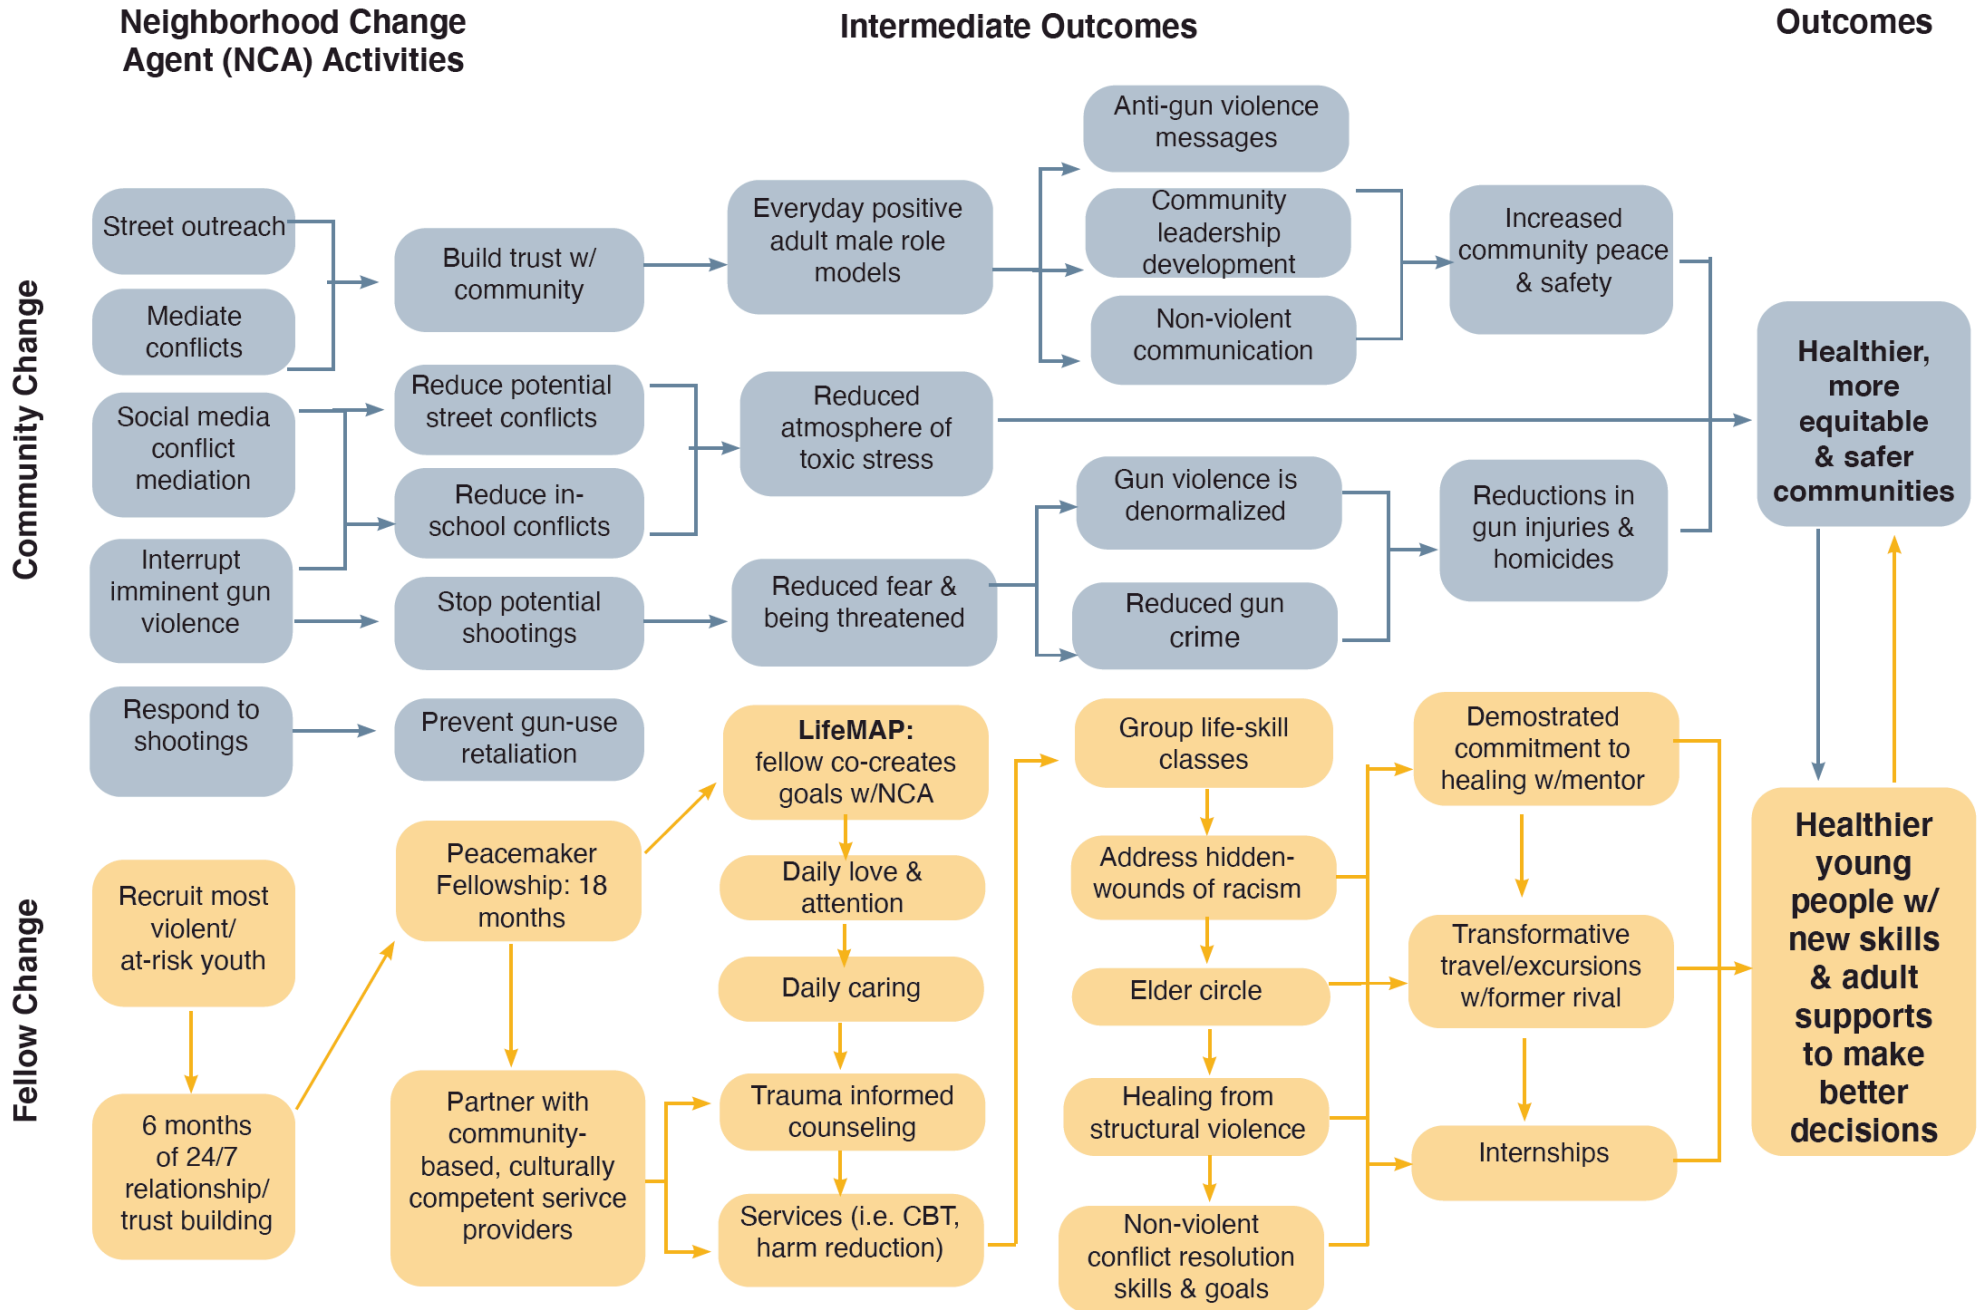 Neighborhood Change
Agent (NCA) Activities
Intermediate Outcomes
Outcomes
Community Change
Street outreach
Mediate
conflicts
Social media
conflict
mediation
Interrupt
imminent gun
violence
Respond to
shootings
Build trust w/
community
Reduce potential
street conflicts
Reduce in-
school conflicts
Stop potential
shootings
Prevent gun-use
retaliation
Everyday positive
adult male role
models
Reduced
atmosphere of
toxic stress
Reduced fear &
being threatened
Anti-gun violence
messages
Community
leadership
development
Non-violent
communication
Gun violence is
denormalized
Reduced gun
crime
Increased
community peace
& safety
Reductions in
gun injuries &
homicides
Healthier,
more
equitable
& safer
communities
Fellow Change
Recruit most
violent/
at-risk youth
6 months
of 24/7
relationship/
trust building
Peacemaker
Fellowship: 18
months
Partner with
community-
based, culturally
competent serivce
providers
LifeMAP:
fellow co-creates
goals w/NCA
Daily love &
attention
Daily caring
Trauma informed
counseling
Services (i.e. CBT,
harm reduction)
Group life-skill
classes
Address hidden-
wounds of racism
Elder circle
Healing from
structural violence
Non-violent
conflict resolution
skills & goals
Demostrated
commitment to
healing w/mentor
Transformative
travel/excursions
w/former rival
Internships
Healthier
young
people w/
new skills
& adult
supports
to make
better
decisions